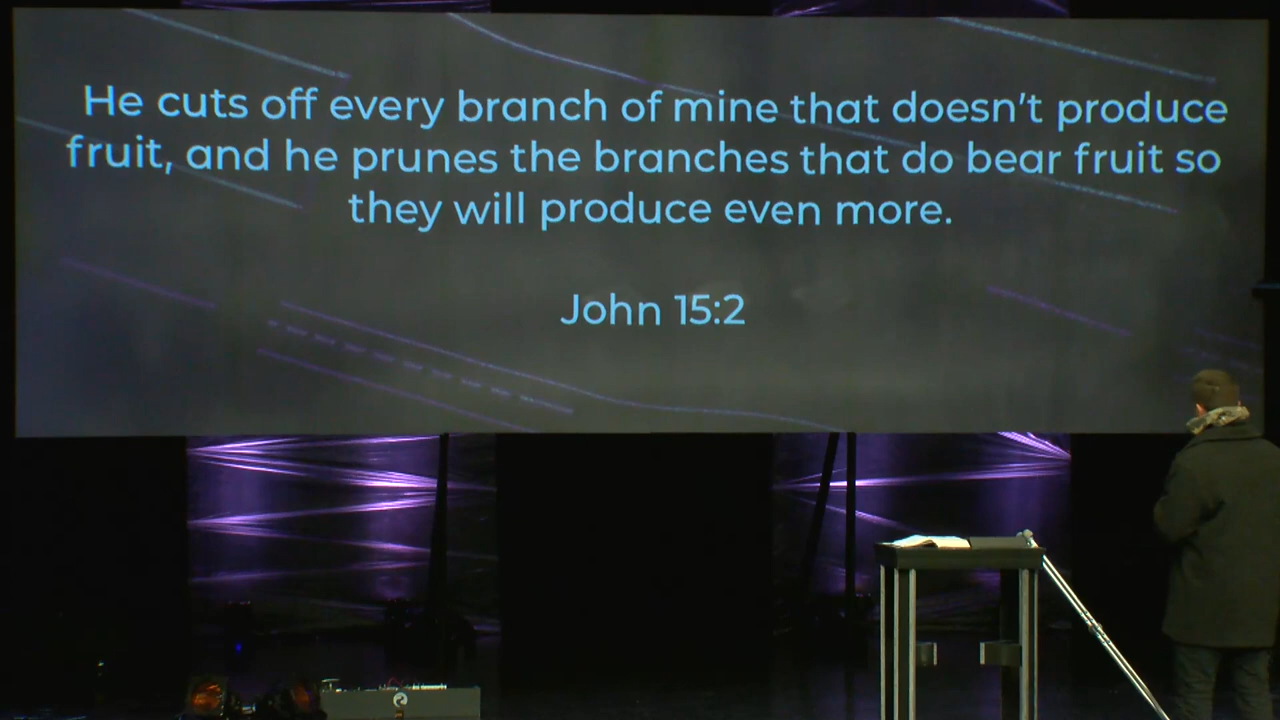 He cuts off every branch of mine that doesn't produce
fruit, and he prunes the branches that do bear fruit so
they will produce even more.
John 15:2